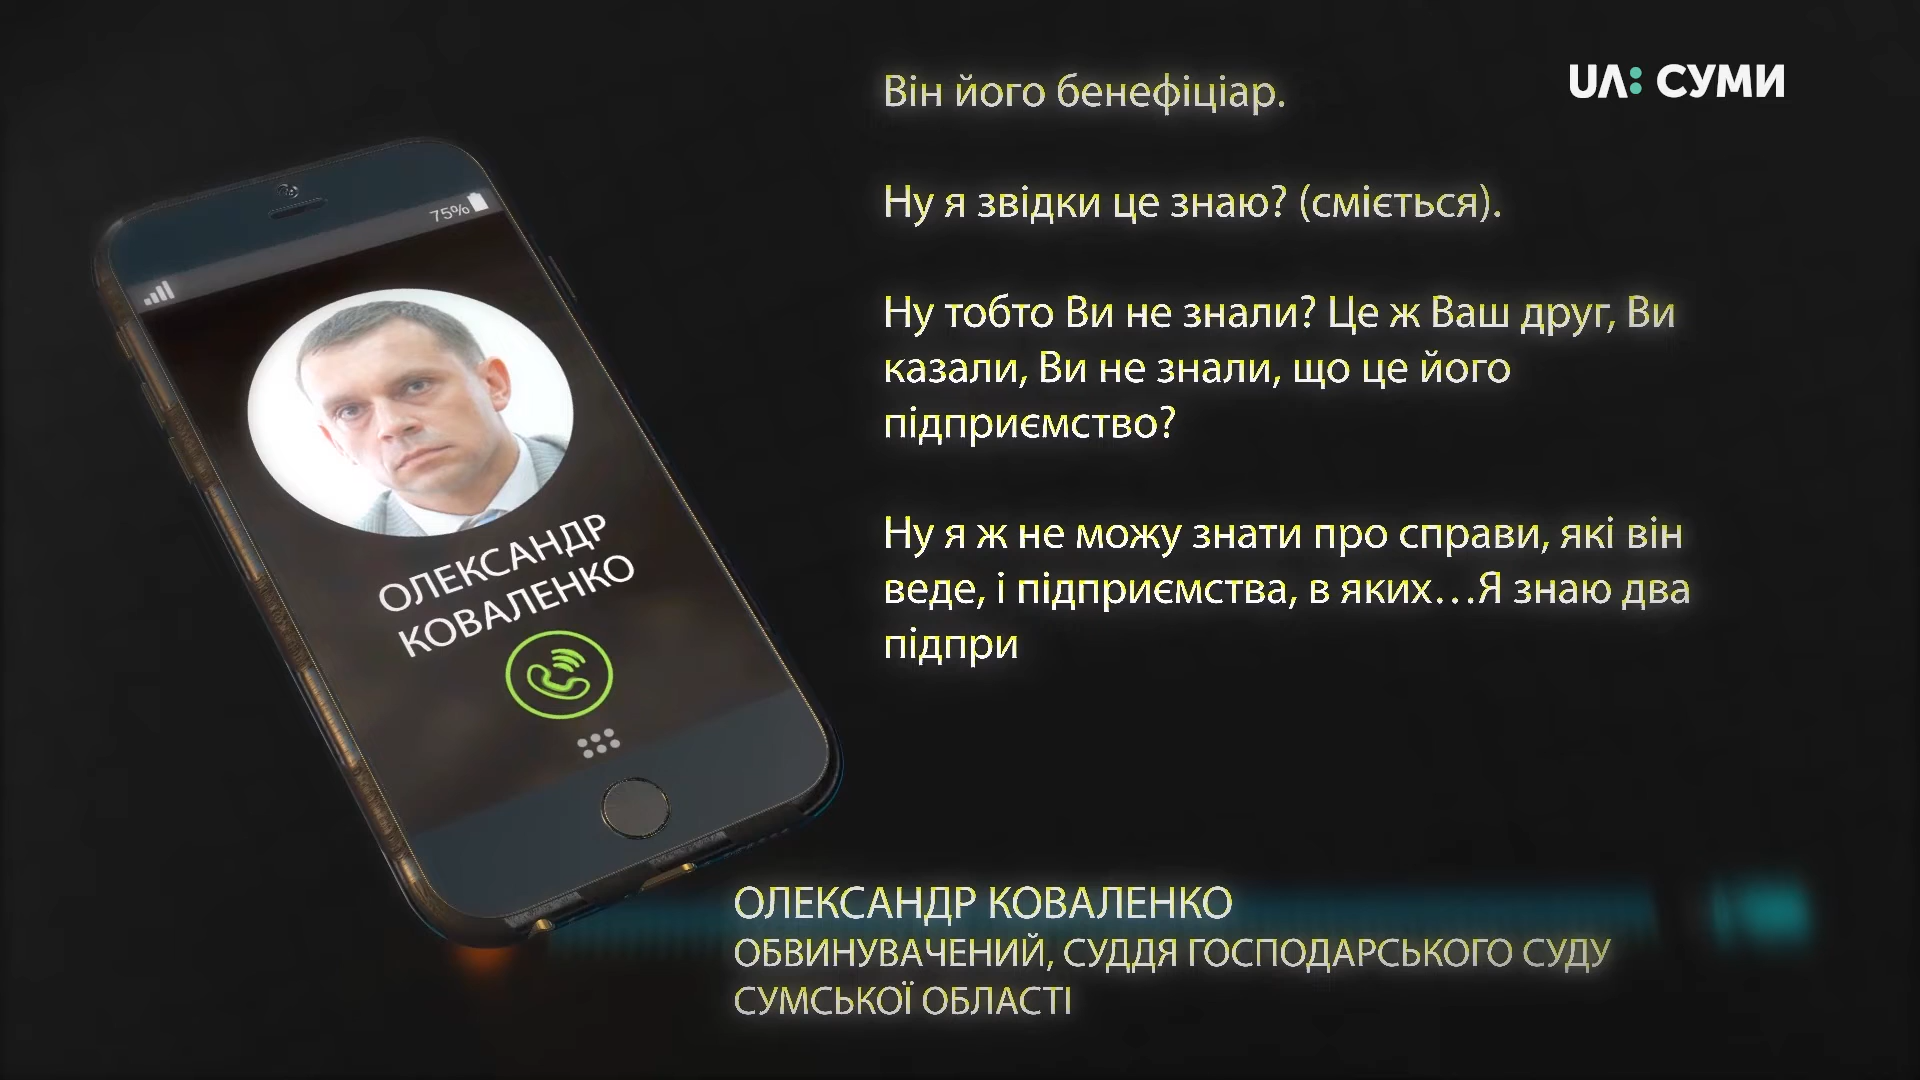 UA: СУМИ
Він його бенефіціар.
Ну я звідки це знаю? (сміється).
Ну тобто Ви не знали? Це ж Ваш друг, Ви
казали, Ви не знали, що це його
підприємство?
Ну я ж не можу знати про справи, які він
веде, і підприємства, в яких…Я знаю два
підпри
75%
ОЛЕКСАНДР
КОВАЛЕНКО
ОЛЕКСАНДР КОВАЛЕНКО
ОБВИНУВАЧЕНИЙ, СУДДЯ ГОСПОДАРСЬКОГО СУДУ
СУМСЬКОЇ ОБЛАСТІ